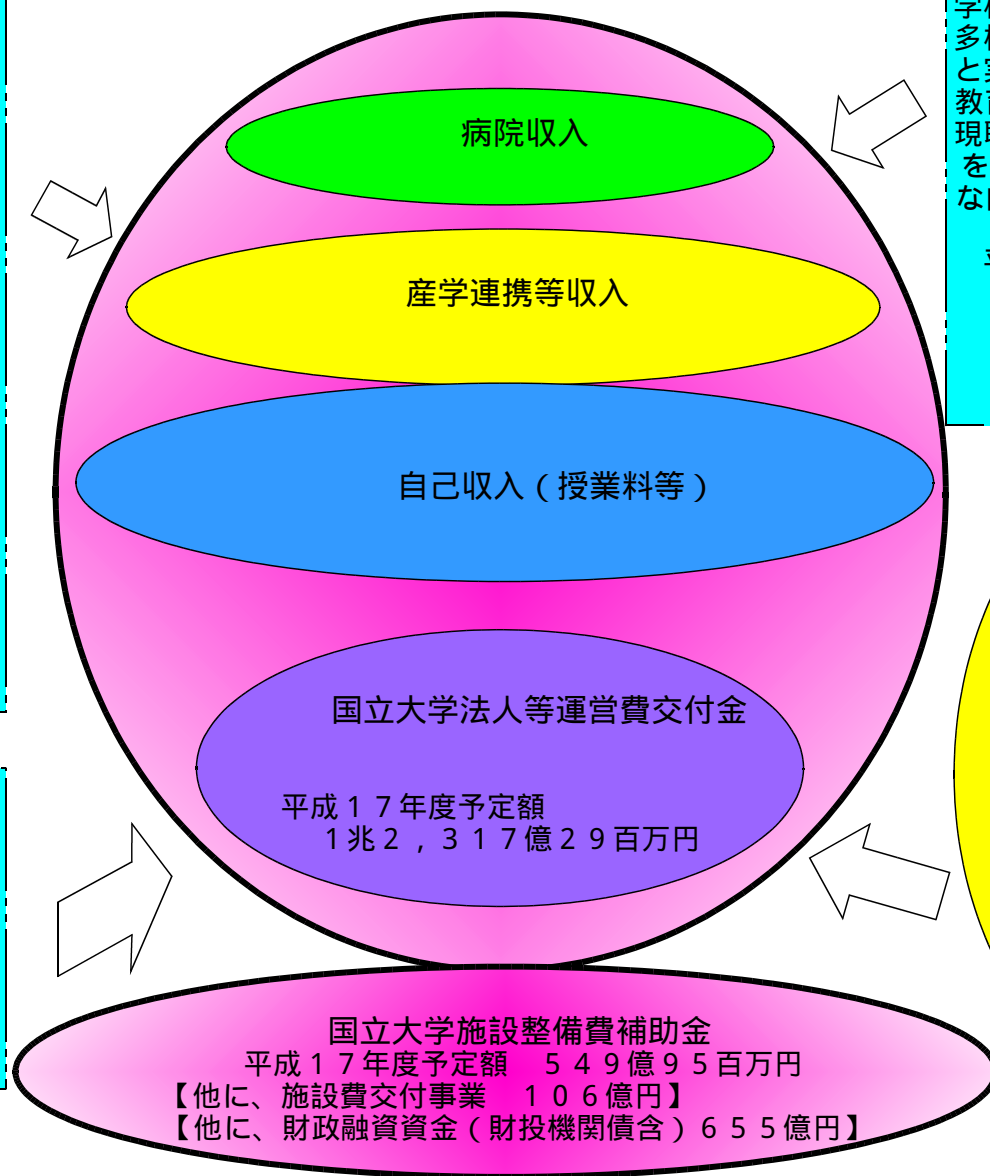 病院収入
産学連携等収入
自己収入（授業料等）
国立大学法人等運営費交付金
平成１７年度予定額
１兆２，３１７億２９百万円
国立大学施設整備費補助金
平成１７年度予定額　５４９億９５百万円
【他に、施設費交付事業　１０６億円】
【他に、財政融資資金（財投機関債含）６５５億円】
多
と
教
現
を
な